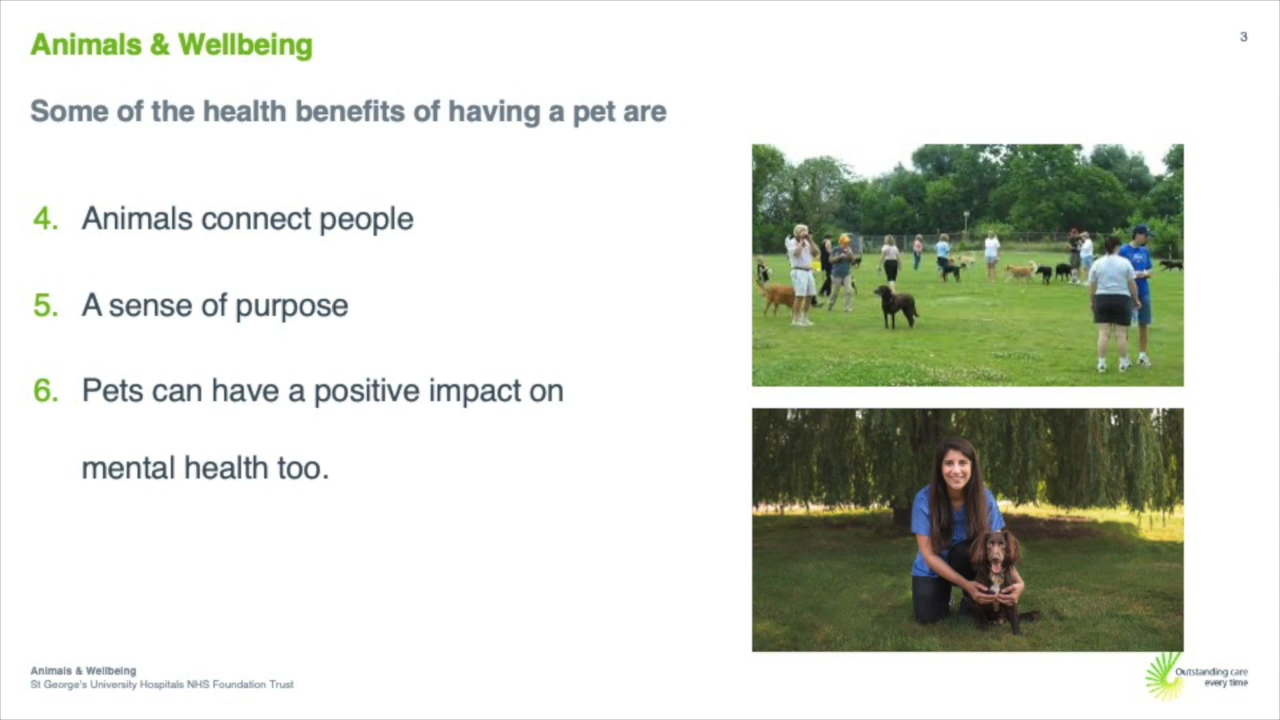 Animals & Wellbeing
3
Some of the health benefits of having a pet are
4. Animals connect people
5. A sense of purpose
6. Pets can have a positive impact on
mental health too.
Animals & Wellbeing
St George's University Hospitals NHS Foundation Trust
Outstanding care
every time